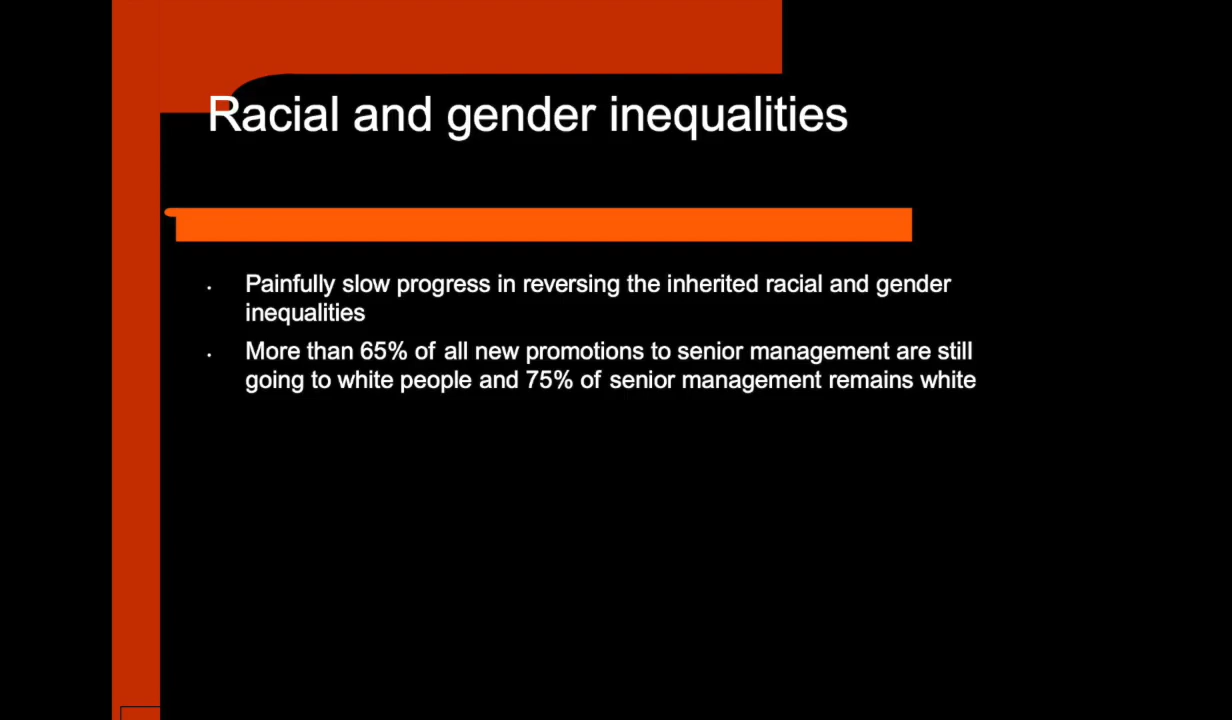 Racial and gender inequalities
• Painfully slow progress in reversing the inherited racial and gender
inequalities
• More than 65% of all new promotions to senior management are still
going to white people and 75% of senior management remains white